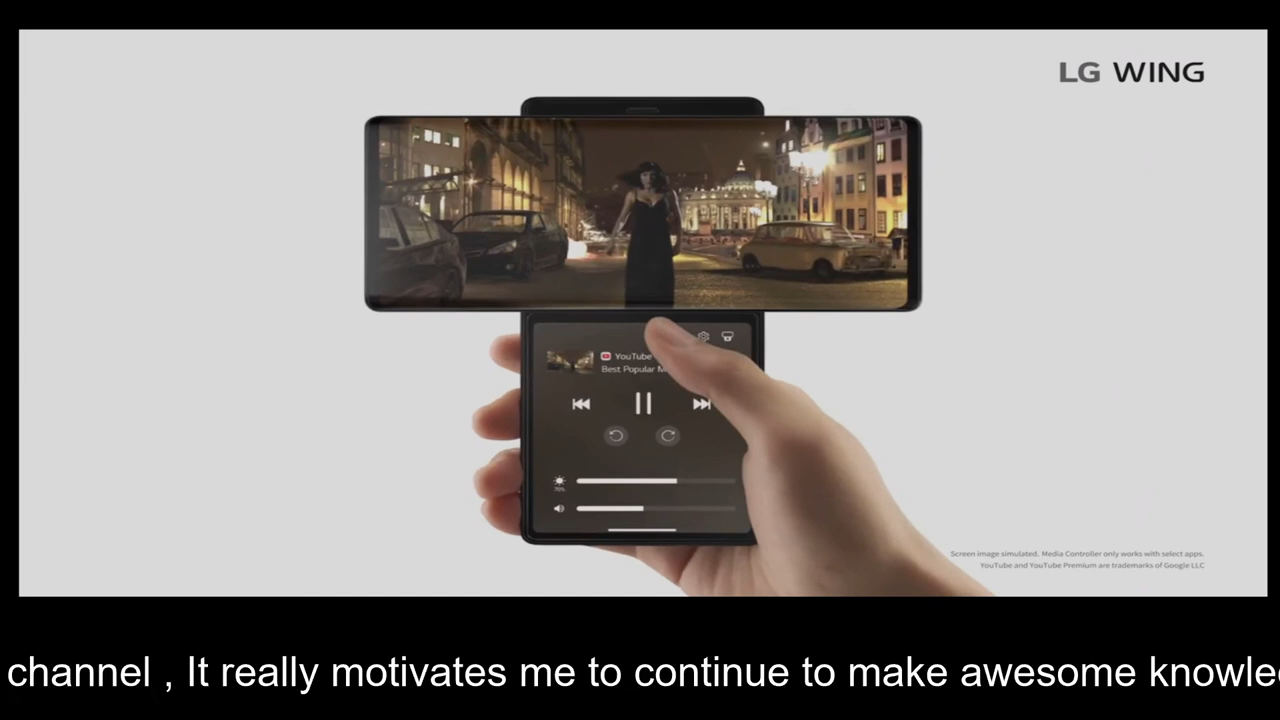 LG WING
YouTube
Best Popular M
70%
Screen image simulated. Media Controller only works with select apps.
YouTube and YouTube Premium are trademarks of Google LLC
channel , It really motivates me to continue to make awesome knowle